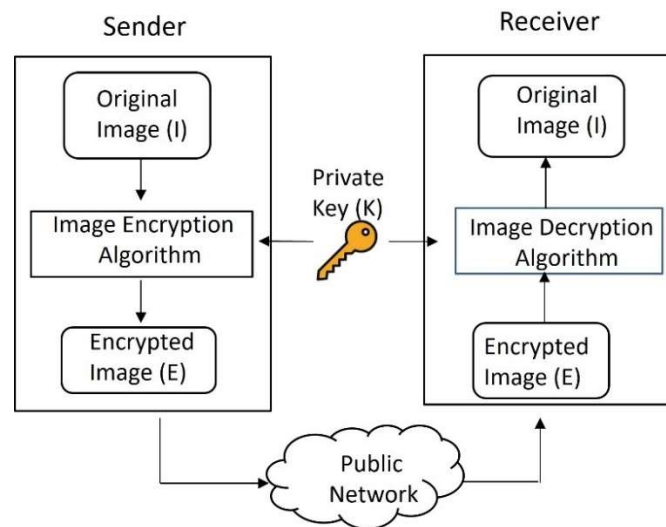 Sender
Original
Image (I)
Image Encryption
Algorithm
Encrypted
Image (E)
Private
Key (K)
Receiver
Original
Image (I)
Image Decryption
Algorithm
Encrypted
Image (E)
Public
Network